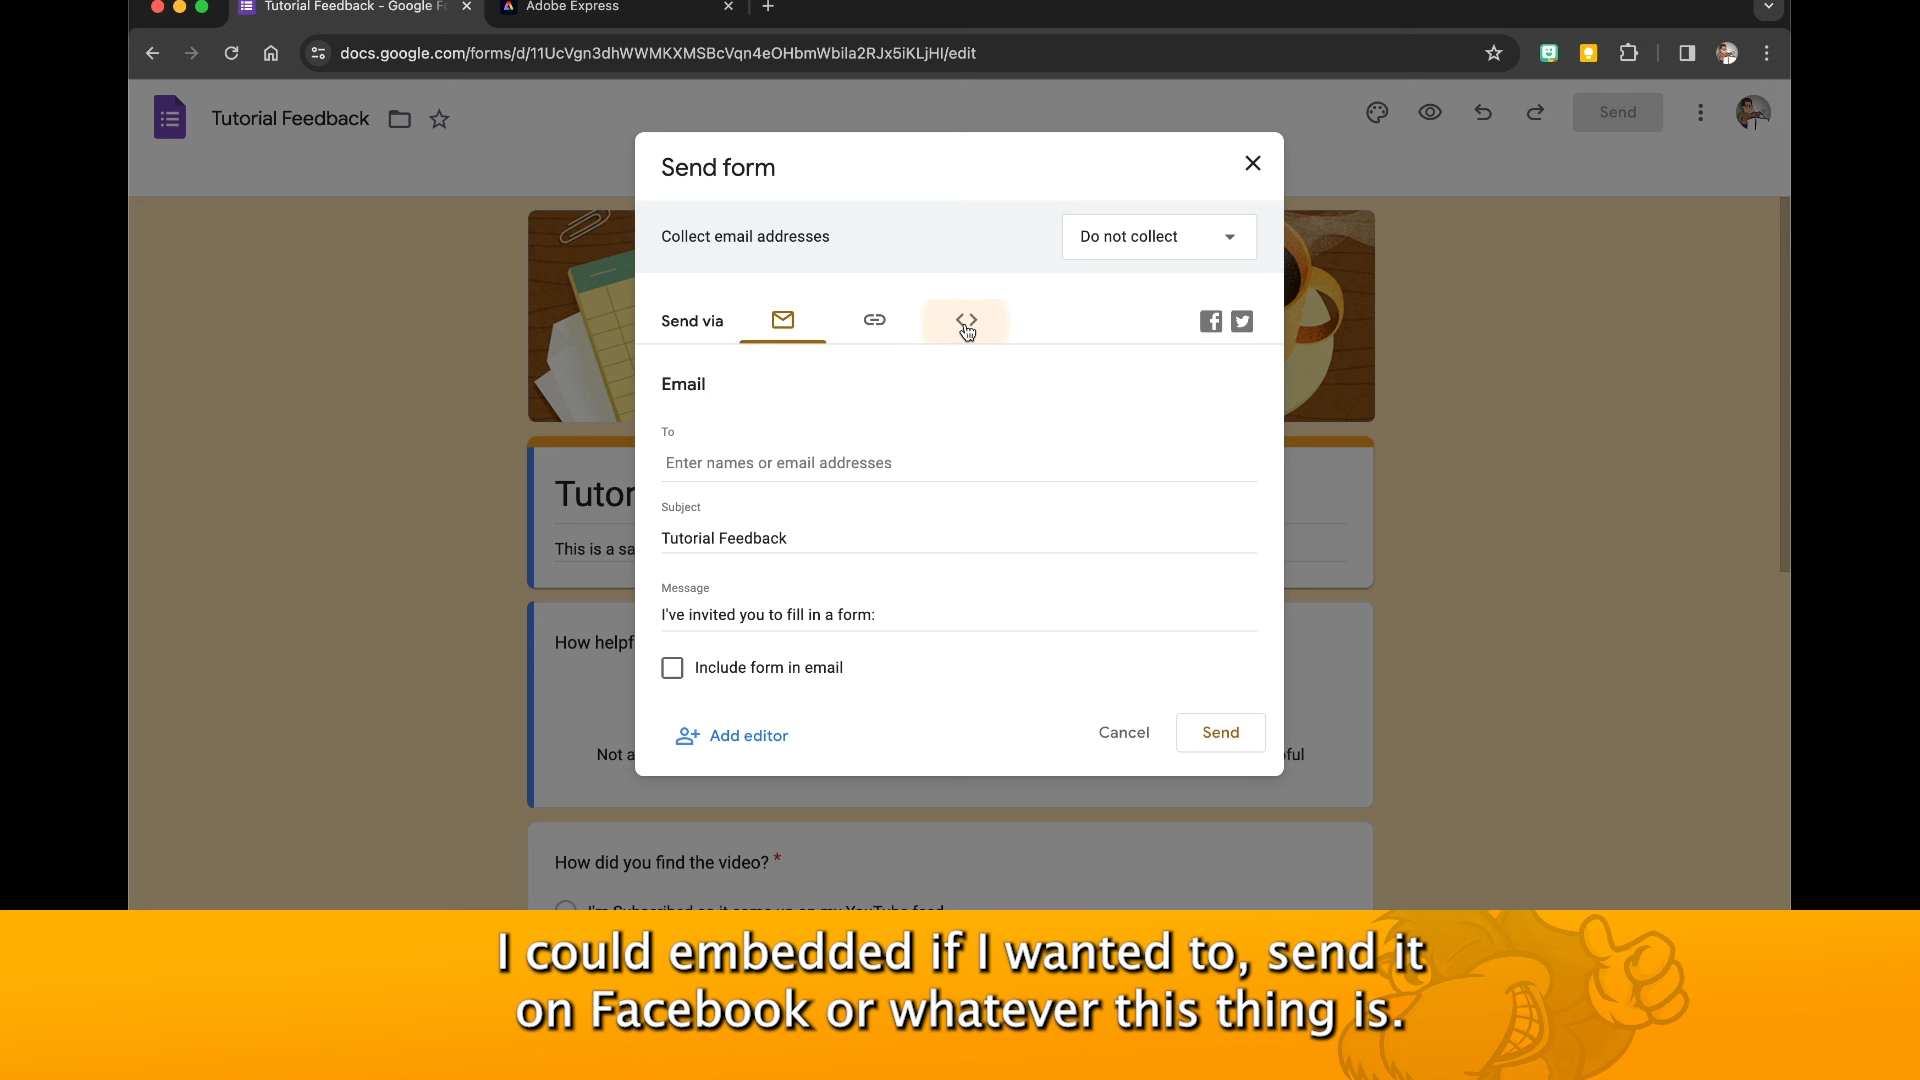 Tutorial Feedback - Google Fo
Adobe Express
docs.google.com/forms/d/11UcVgn3dhWWMKXMSBcVqn4eOHbmWbila2RJx5iKLjHI/edit
Tutorial Feedback
Send
Send form
Collect email addresses
Do not collect
Send via
Email
To
Enter names or email addresses
Subject
Tutorial Feedback
Message
I've invited you to fill in a form:
Include form in email
Add editor
Cancel
Send
Tutor
This is a sa
How helpf
Not a
ful
How did you find the video? *
I could embedded if I wanted to, send it
on Facebook or whatever this thing is.